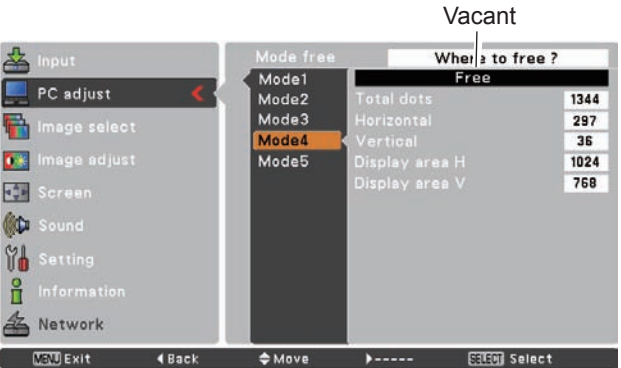 Vacant
Input
PC adjust
Image select
Image adjust
Screen
Sound
Setting
Information
Network
Mode free
Where to free ?
Mode1
Mode2
Mode3
Mode4
Mode5
Free
Total dots 1344
Horizontal 297
Vertical 36
Display area H 1024
Display area V 768
MENU Exit Back Move ----- SELECT Select